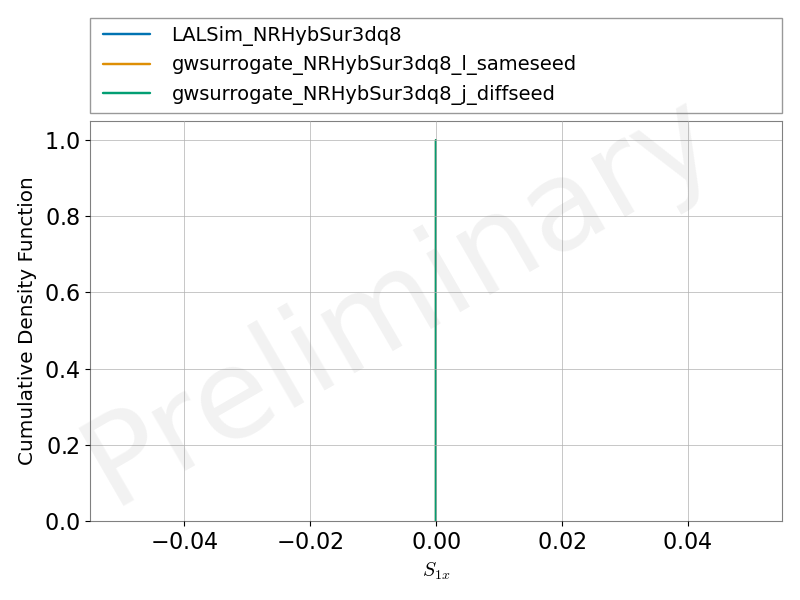 LALSim_NRHybSur3dq8
gwsurrogate_NRHybSur3dq8_l_sameseed
gwsurrogate_NRHybSur3dq8_j_diffseed
1.0
0.8
0.6
0.4
0.2
0.0
Cumulative Density Function
Preliminary
−0.04 −0.02 0.00 0.02 0.04
S1x